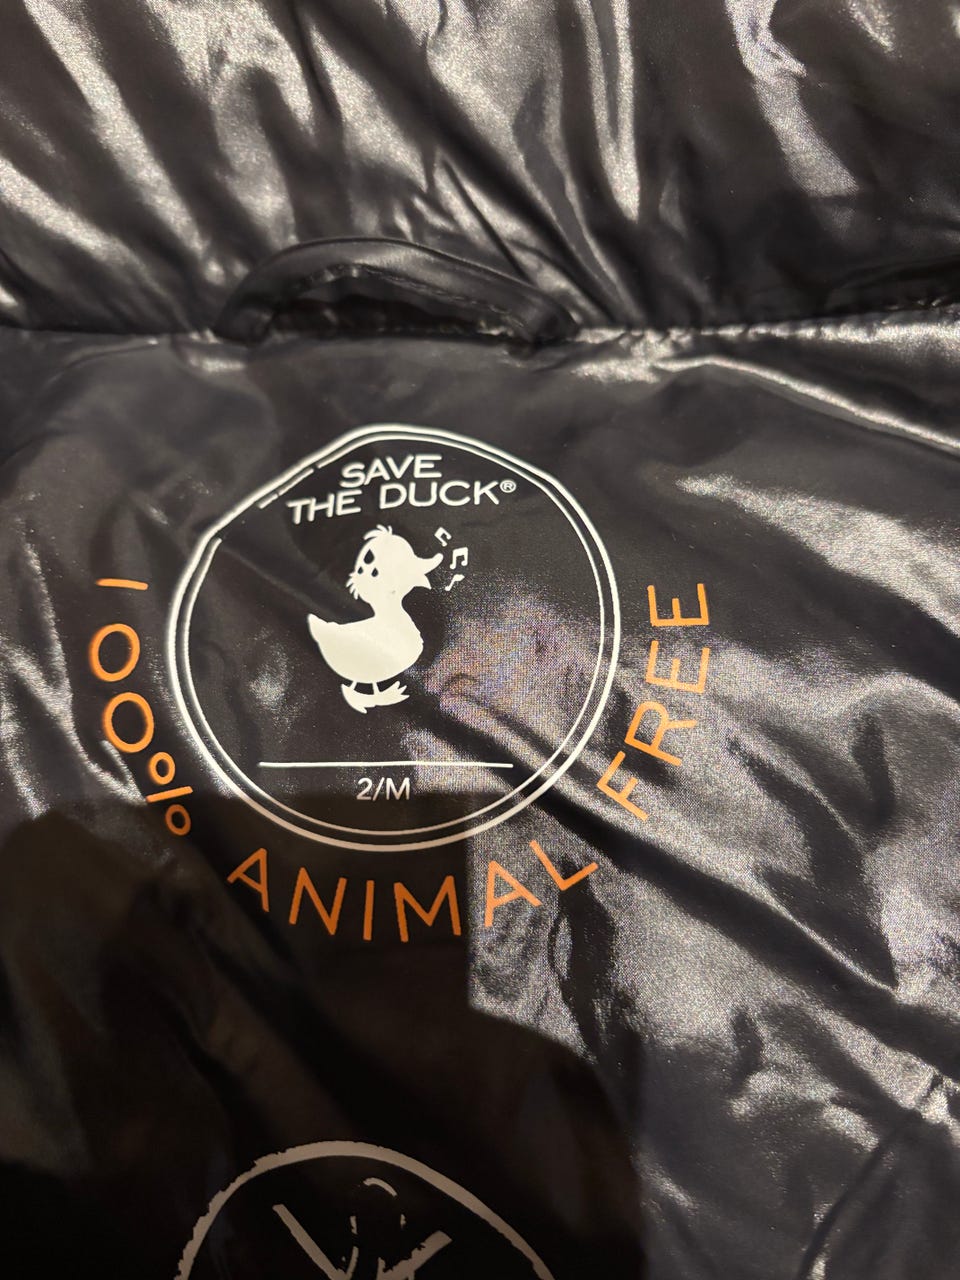 SAVE
THE DUCK®
2/M
100% ANIMAL FREE